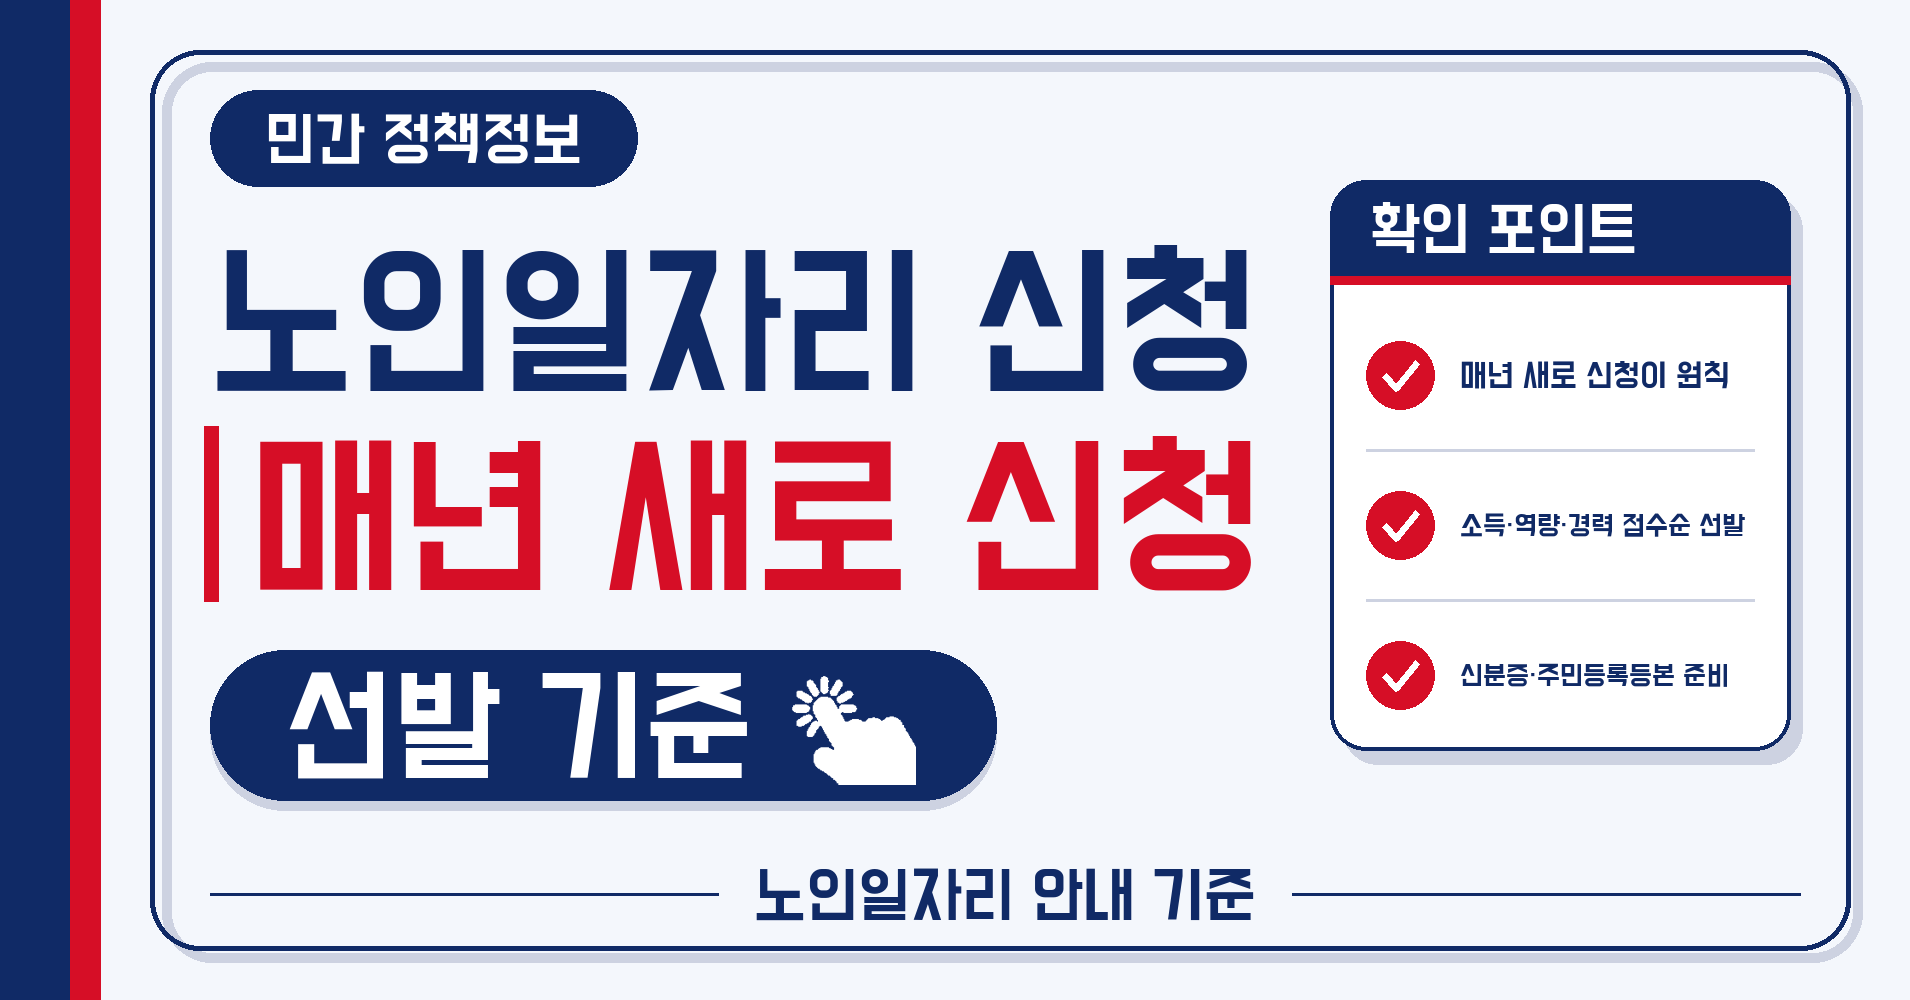 민간 정책정보
노인일자리 신청
매년 새로 신청
선발 기준
확인 포인트
매년 새로 신청이 원칙
소득·역량·경력 점수순 선발
신분증·주민등록등본 준비
노인일자리 안내 기준